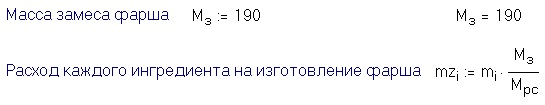 Масса замеса фарша Mз := 190 Mз = 190
Расход каждого ингредиента на изготовление фарша mzi := mi · Mз / Mрс